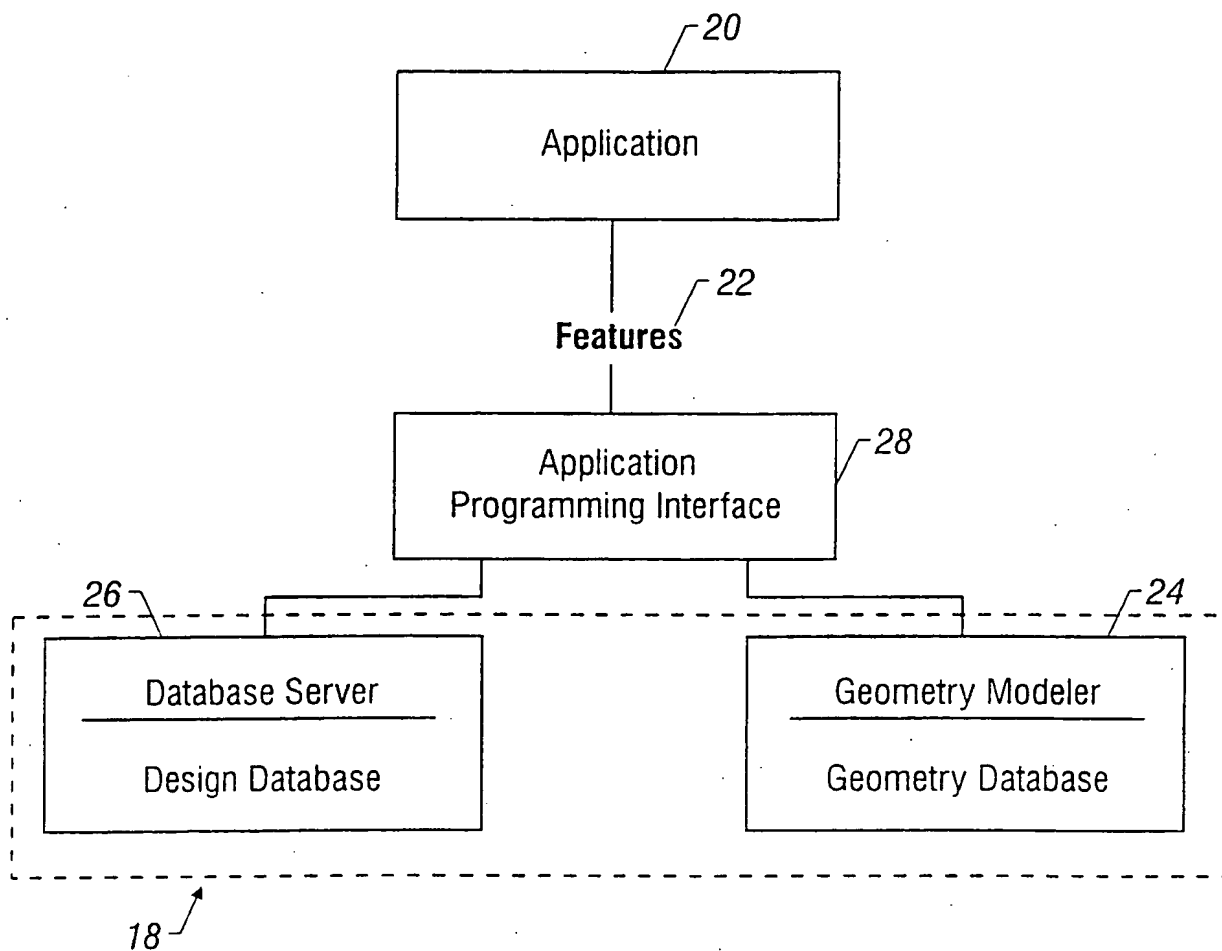 20
Application
22
Features
28
Application
Programming Interface
26
24
Database Server
Geometry Modeler
Design Database
Geometry Database
18